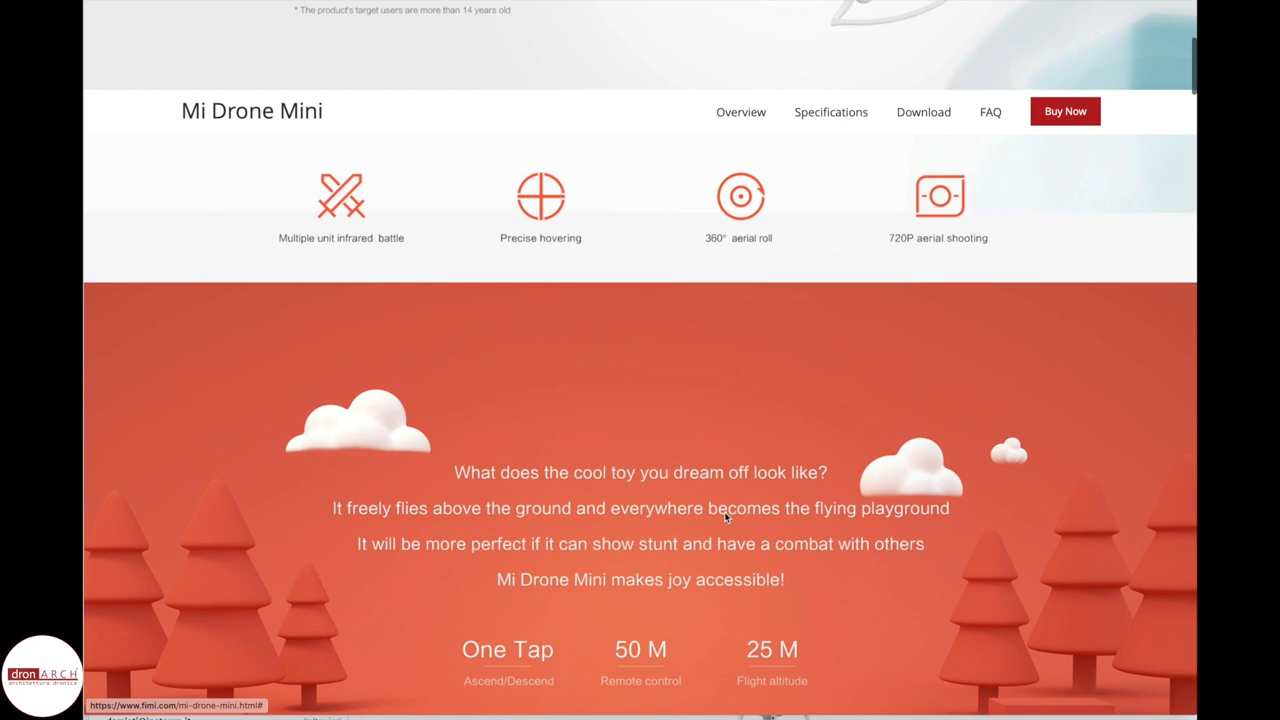 * The product's target users are more than 14 years old
Mi Drone Mini
Overview
Specifications
Download
FAQ
Buy Now
Multiple unit infrared battle
Precise hovering
360° aerial roll
720P aerial shooting
What does the cool toy you dream off look like?
It freely flies above the ground and everywhere becomes the flying playground
It will be more perfect if it can show stunt and have a combat with others
Mi Drone Mini makes joy accessible!
One Tap
50 M
25 M
Ascend/Descend
Remote control
Flight altitude
dronARCH
architettura dronica
https://www.fimi.com/mi-drone-mini.html#